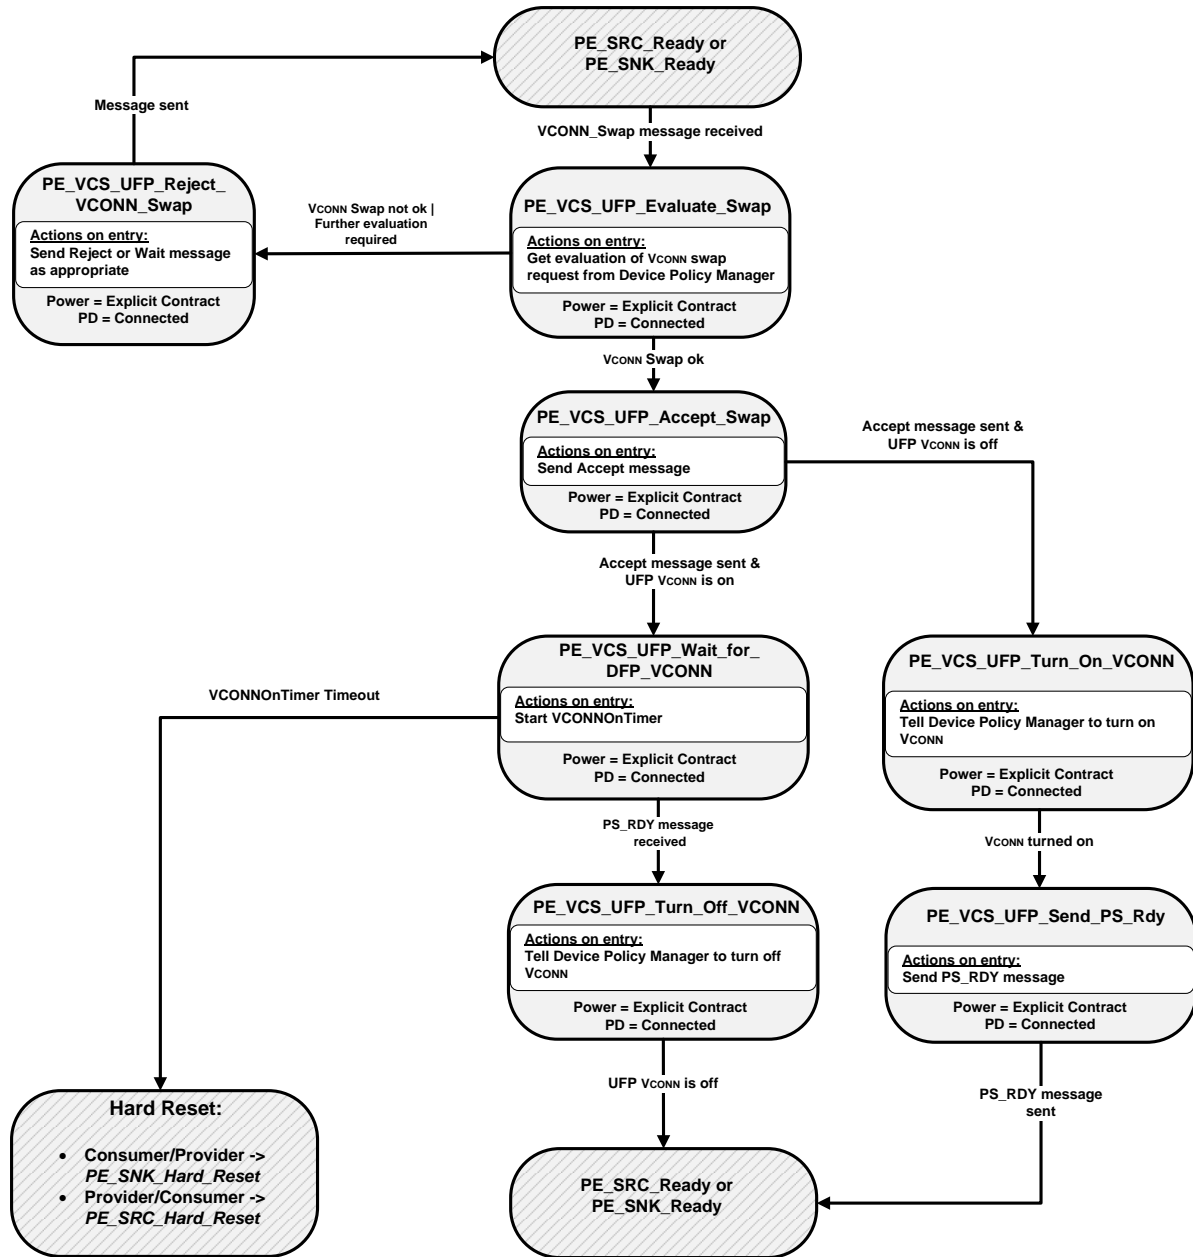 PE_SRC_Ready or
PE_SNK_Ready
Message sent
VCONN_Swap message received
PE_VCS_UFP_Reject_
VCONN_Swap
Actions on entry:
Send Reject or Wait message
as appropriate
Power = Explicit Contract
PD = Connected
VCONN Swap not ok |
Further evaluation
required
PE_VCS_UFP_Evaluate_Swap
Actions on entry:
Get evaluation of VCONN swap
request from Device Policy Manager
Power = Explicit Contract
PD = Connected
VCONN Swap ok
PE_VCS_UFP_Accept_Swap
Actions on entry:
Send Accept message
Power = Explicit Contract
PD = Connected
Accept message sent &
UFP VCONN is off
Accept message sent &
UFP VCONN is on
PE_VCS_UFP_Wait_for_
DFP_VCONN
Actions on entry:
Start VCONNOnTimer
Power = Explicit Contract
PD = Connected
VCONNOnTimer Timeout
PE_VCS_UFP_Turn_On_VCONN
Actions on entry:
Tell Device Policy Manager to turn on
VCONN
Power = Explicit Contract
PD = Connected
PS_RDY message
received
VCONN turned on
PE_VCS_UFP_Turn_Off_VCONN
Actions on entry:
Tell Device Policy Manager to turn off
VCONN
Power = Explicit Contract
PD = Connected
PE_VCS_UFP_Send_PS_Rdy
Actions on entry:
Send PS_RDY message
Power = Explicit Contract
PD = Connected
UFP VCONN is off
PS_RDY message
sent
Hard Reset:
• Consumer/Provider ->
PE_SNK_Hard_Reset
• Provider/Consumer ->
PE_SRC_Hard_Reset
PE_SRC_Ready or
PE_SNK_Ready